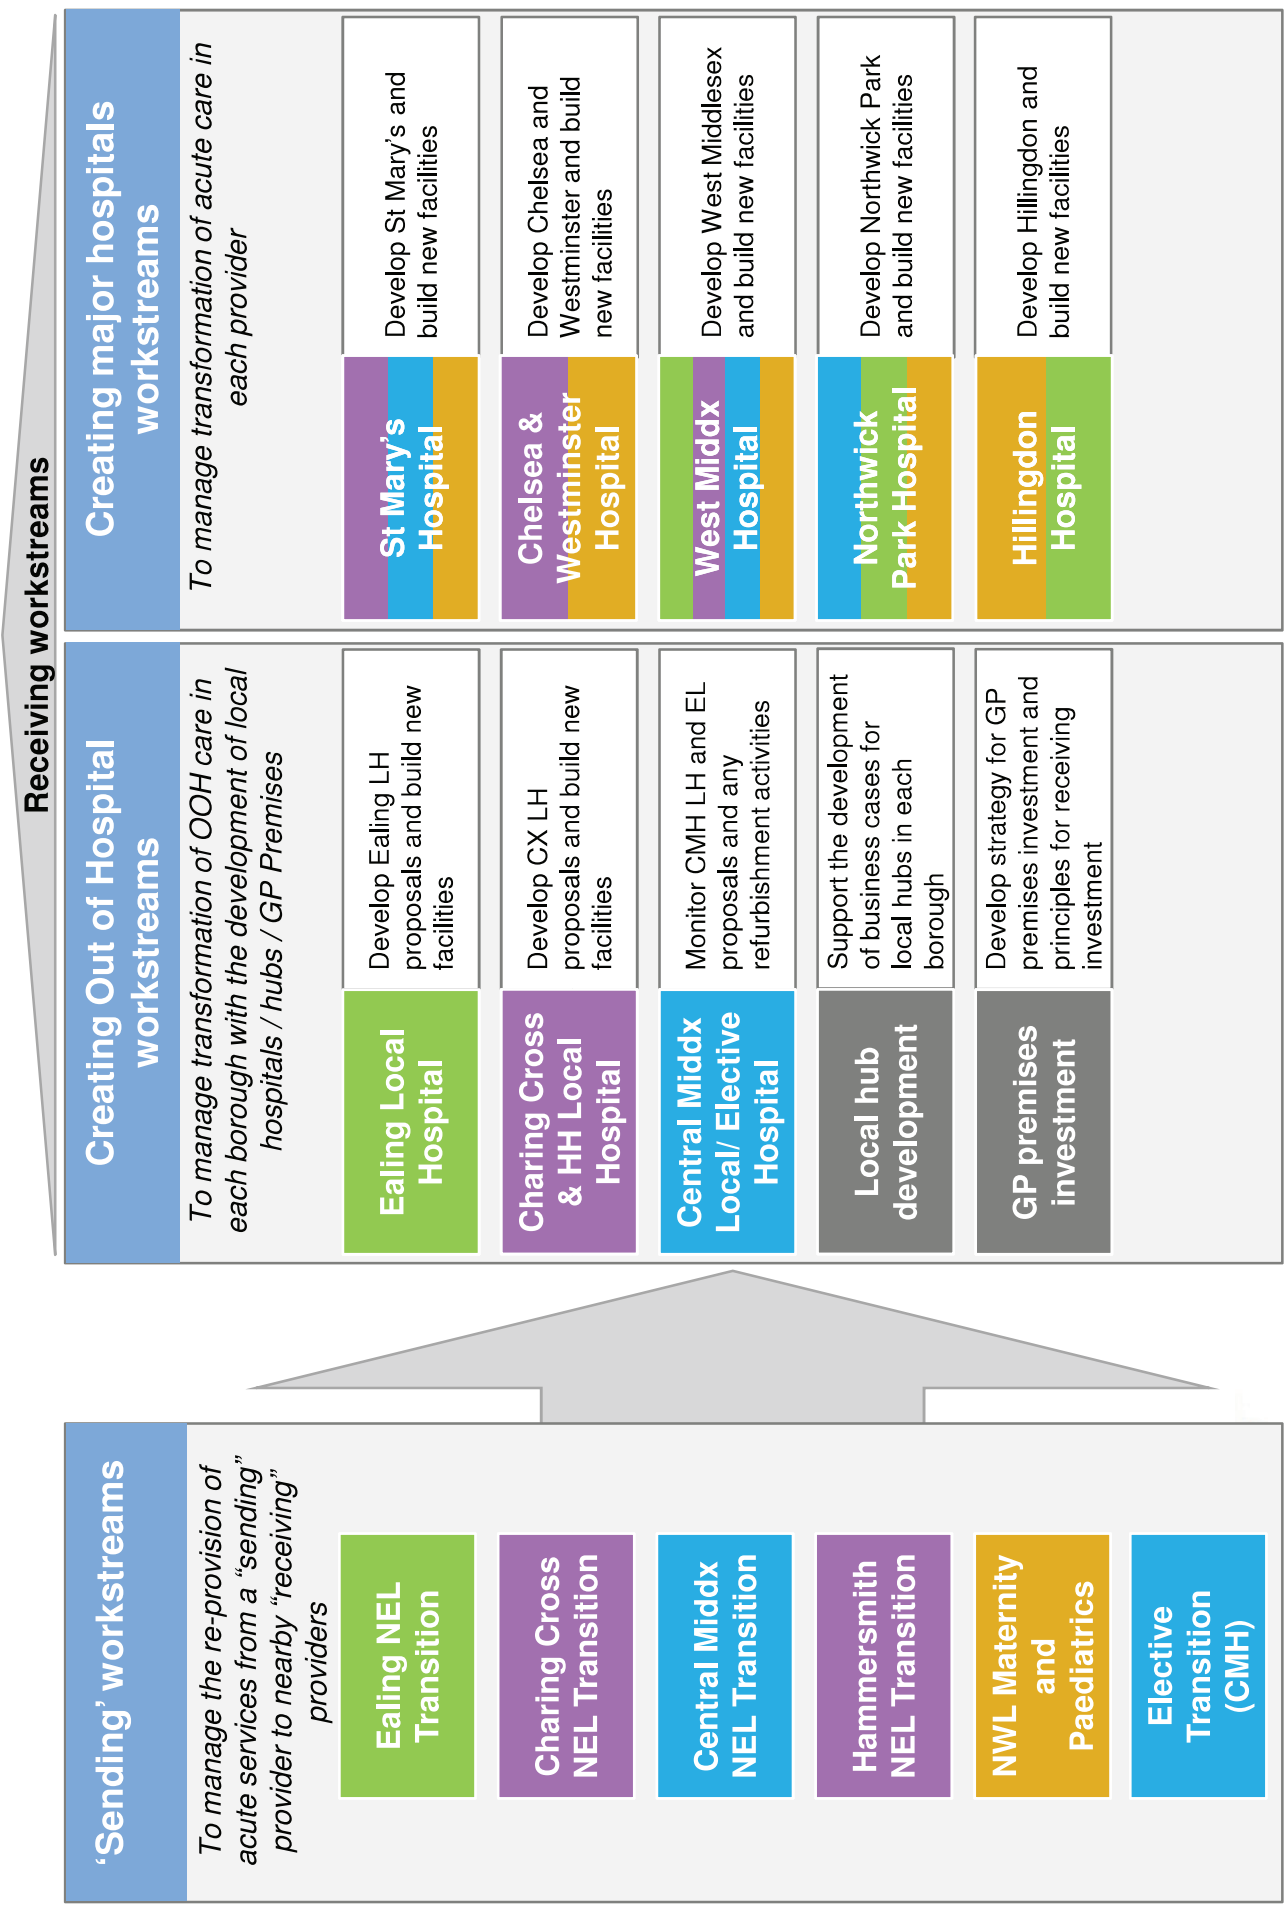 Receiving workstreams
‘Sending’ workstreams
To manage the re-provision of
acute services from a “sending”
provider to nearby “receiving”
providers
Ealing NEL
Transition
Charing Cross
NEL Transition
Central Middx
NEL Transition
Hammersmith
NEL Transition
NWL Maternity
and
Paediatrics
Elective
Transition
(CMH)
Creating Out of Hospital
workstreams
To manage transformation of OOH care in
each borough with the development of local
hospitals / hubs / GP Premises
Ealing Local
Hospital
Develop Ealing LH
proposals and build new
facilities
Charing Cross
& HH Local
Hospital
Develop CX LH
proposals and build new
facilities
Central Middx
Local/ Elective
Hospital
Monitor CMH LH and EL
proposals and any
refurbishment activities
Local hub
development
Support the development
of business cases for
local hubs in each
borough
GP premises
investment
Develop strategy for GP
premises investment and
principles for receiving
investment
Creating major hospitals
workstreams
To manage transformation of acute care in
each provider
St Mary’s
Hospital
Develop St Mary’s and
build new facilities
Chelsea &
Westminster
Hospital
Develop Chelsea and
Westminster and build
new facilities
West Middx
Hospital
Develop West Middlesex
and build new facilities
Northwick
Park Hospital
Develop Northwick Park
and build new facilities
Hillingdon
Hospital
Develop Hillingdon and
build new facilities